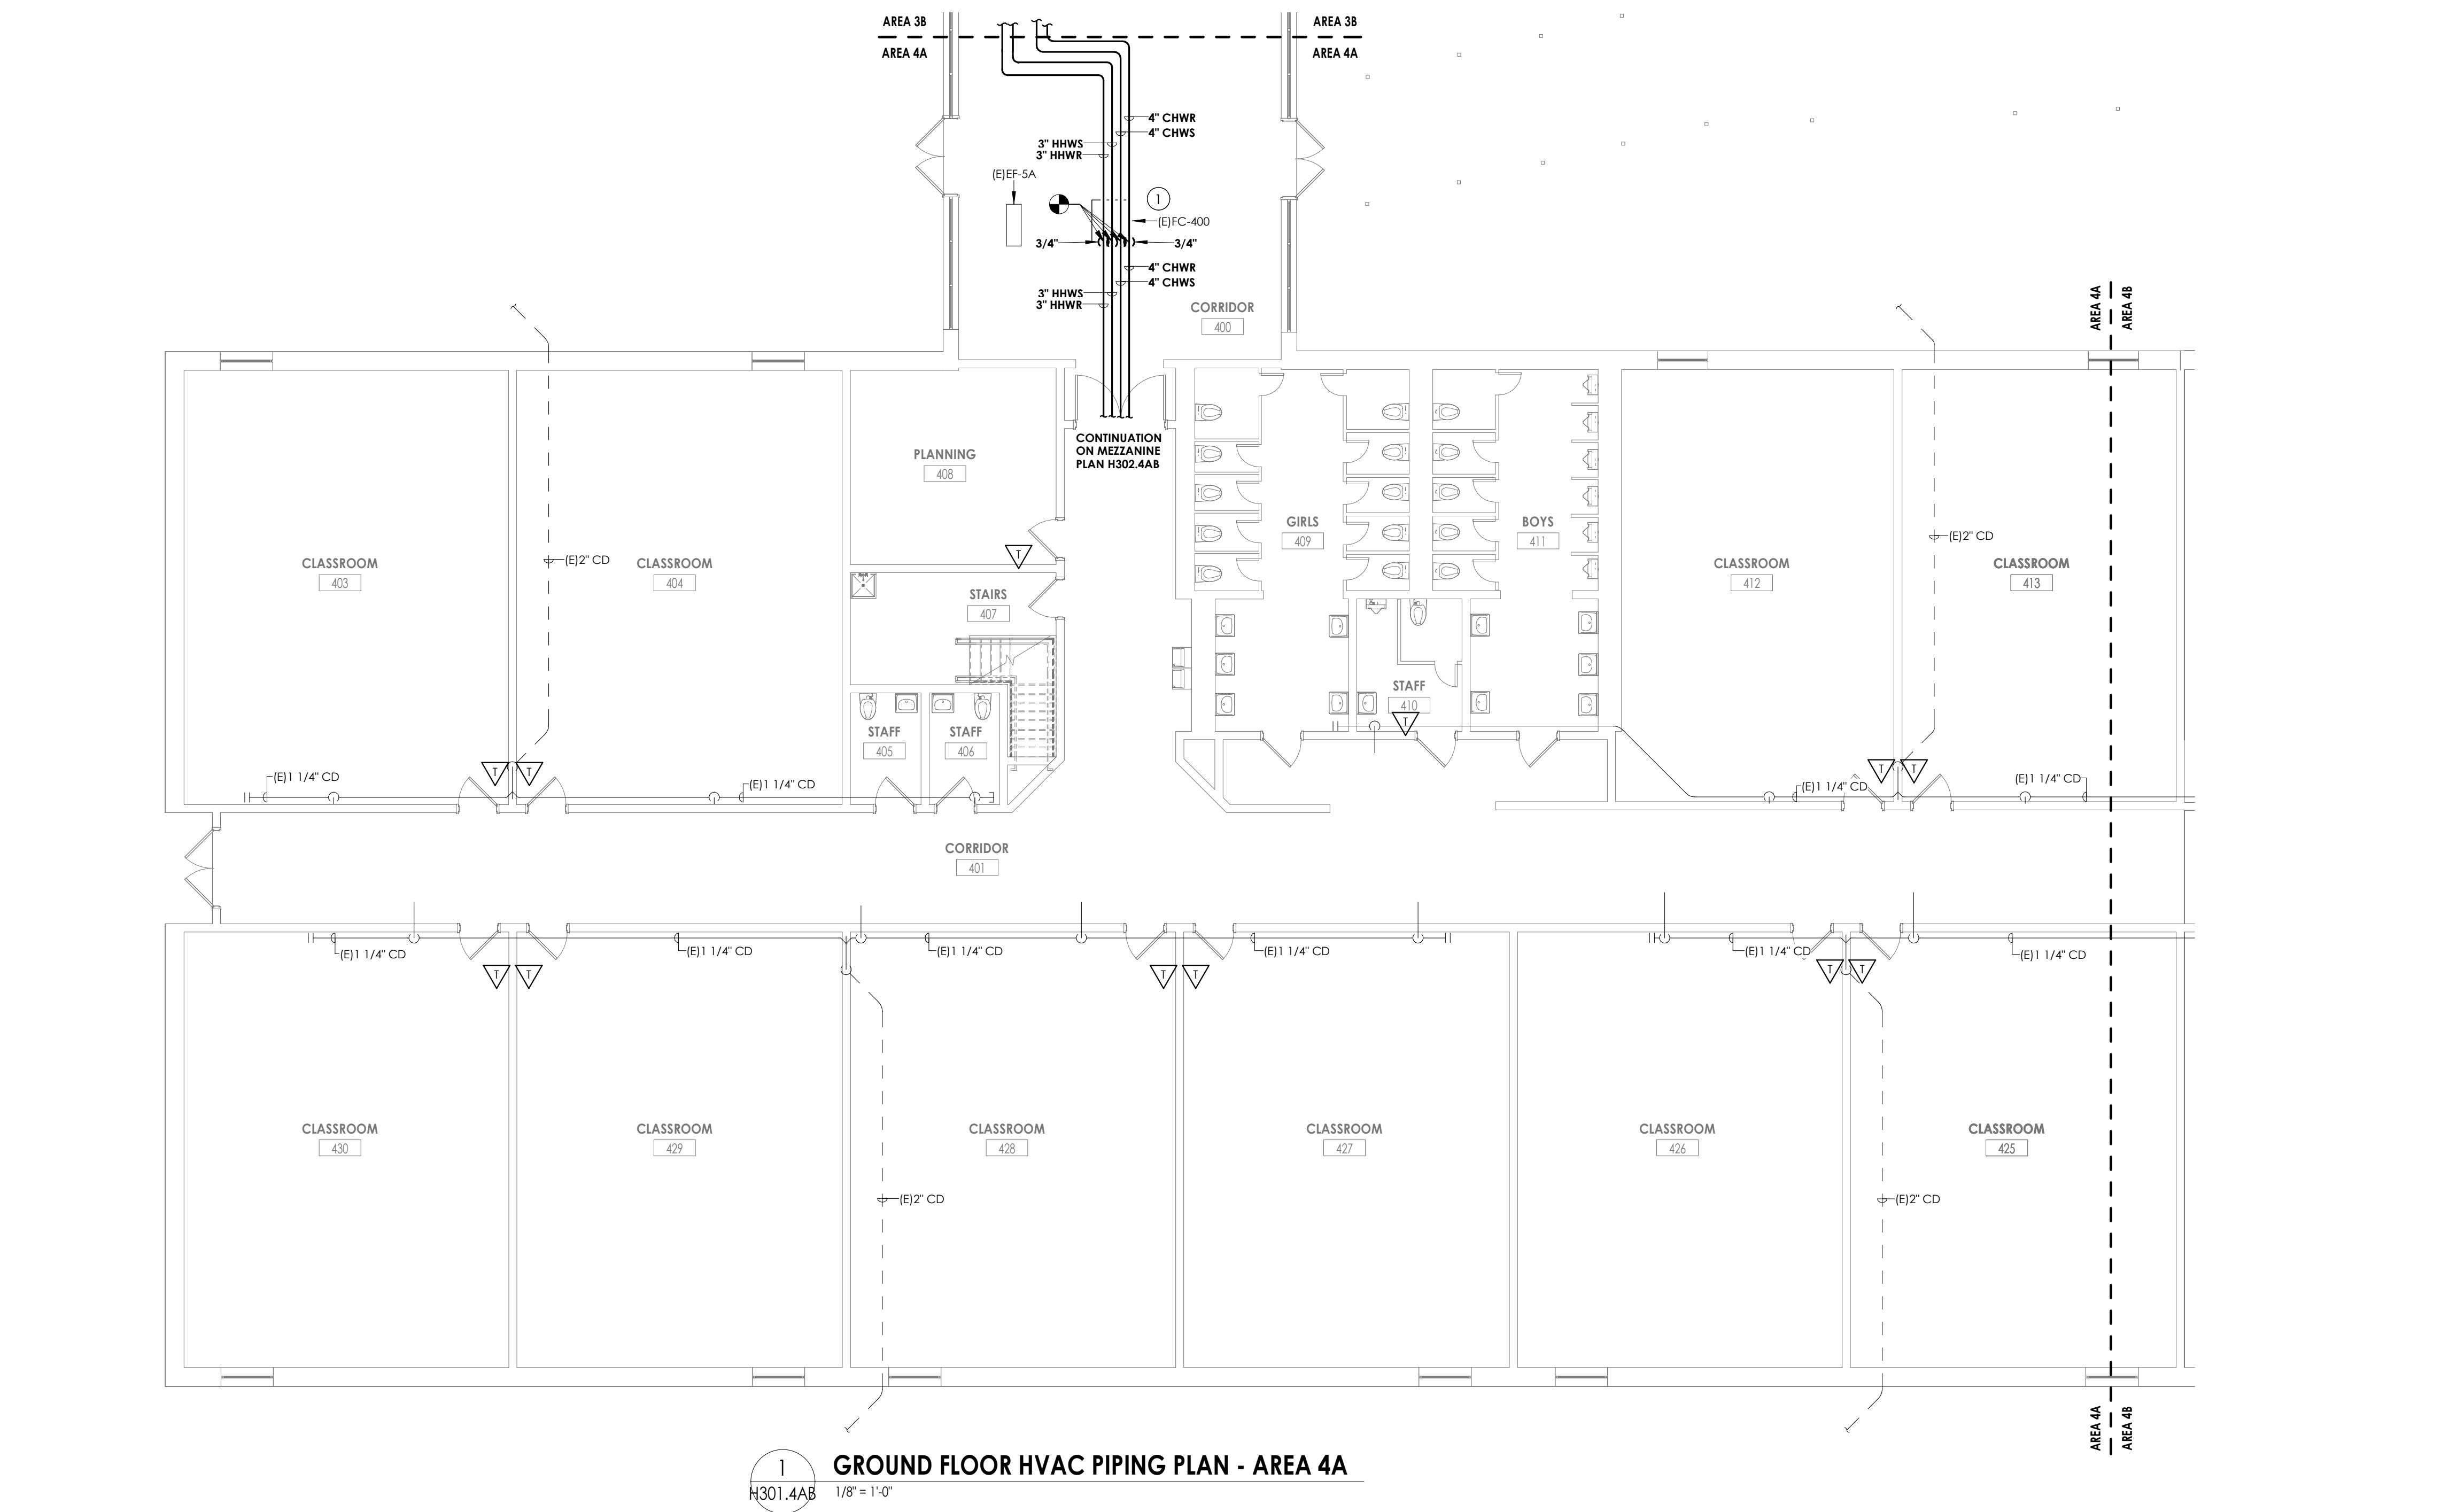 AREA 3B
AREA 3B
AREA 4A
AREA 4A
4" CHWR
4" CHWS
3" HHWS
3" HHWR
(E)EF-5A
1
(E)FC-400
3/4"
3/4"
4" CHWR
4" CHWS
3" HHWS
3" HHWR
CORRIDOR
400
AREA 4A
AREA 4B
CONTINUATION
ON MEZZANINE
PLAN H302.4AB
PLANNING
408
GIRLS
409
BOYS
411
(E)2" CD
(E)2" CD
CLASSROOM
403
CLASSROOM
404
T
CLASSROOM
412
CLASSROOM
413
STAIRS
407
STAFF
410
T
STAFF
405
STAFF
406
T
T
T
T
(E)1 1/4" CD
(E)1 1/4" CD
(E)1 1/4" CD
(E)1 1/4" CD
CORRIDOR
401
(E)1 1/4" CD
(E)1 1/4" CD
(E)1 1/4" CD
(E)1 1/4" CD
(E)1 1/4" CD
(E)1 1/4" CD
T
T
T
T
T
T
CLASSROOM
430
CLASSROOM
429
CLASSROOM
428
CLASSROOM
427
CLASSROOM
426
CLASSROOM
425
(E)2" CD
(E)2" CD
AREA 4A
AREA 4B
1
H301.4AB
GROUND FLOOR HVAC PIPING PLAN - AREA 4A
1/8" = 1'-0"